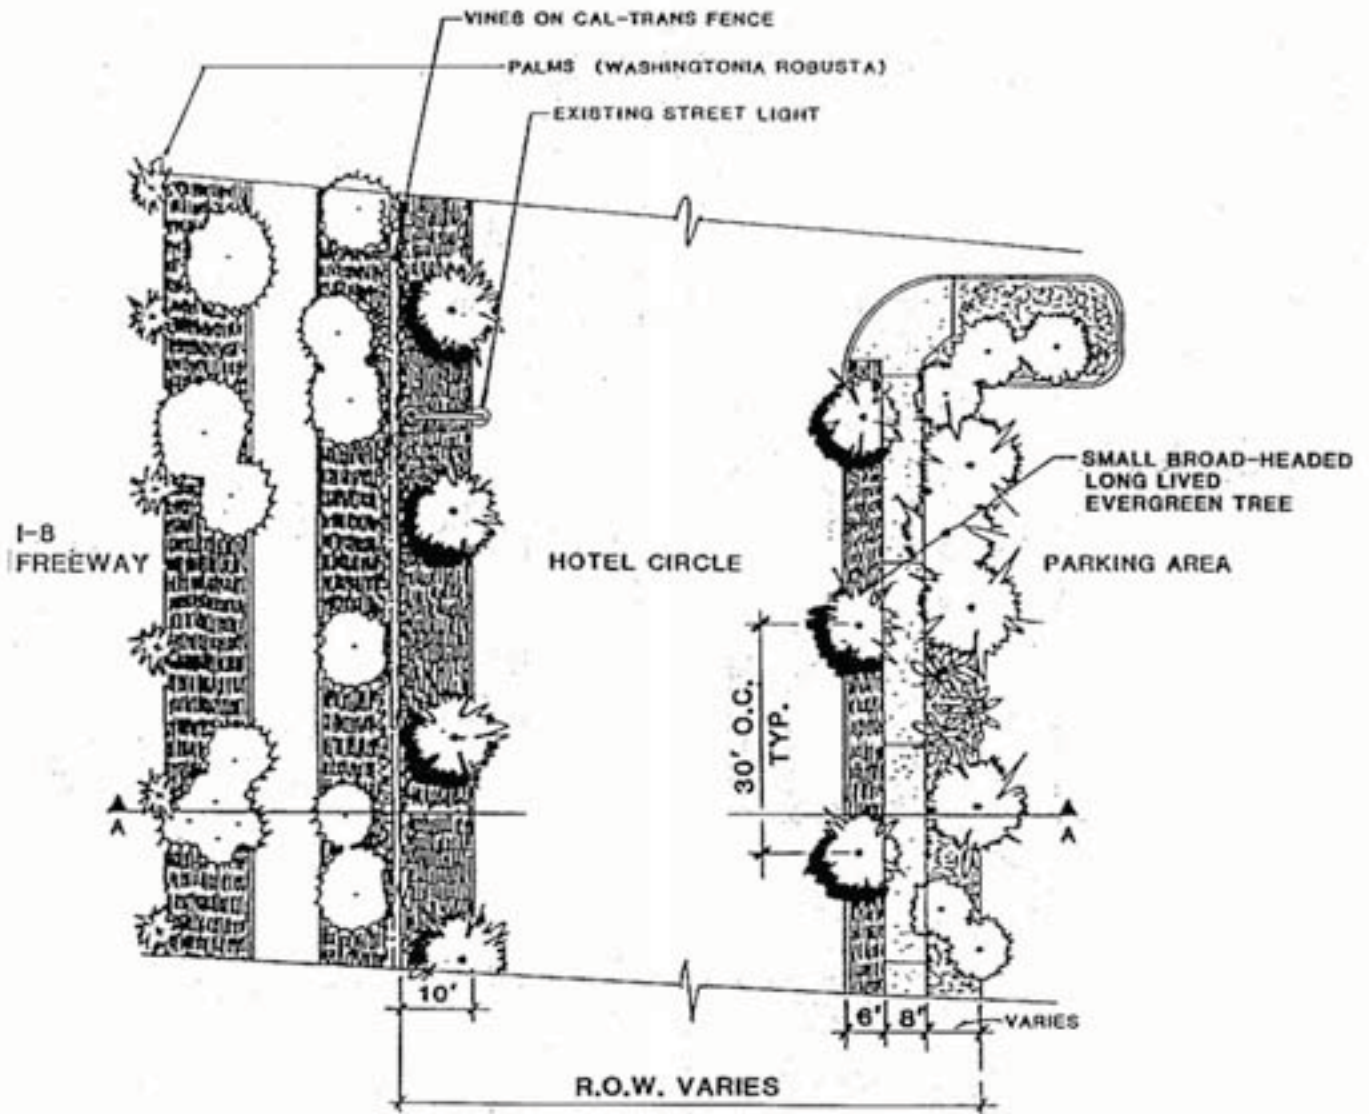 VINES ON CAL-TRANS FENCE
PALMS (WASHINGTONIA ROBUSTA)
EXISTING STREET LIGHT
SMALL BROAD-HEADED
LONG LIVED
EVERGREEN TREE
I-8
FREEWAY
HOTEL CIRCLE
PARKING AREA
30' O.C.
TYP.
A
A
10'
6'
8'
VARIES
R.O.W. VARIES